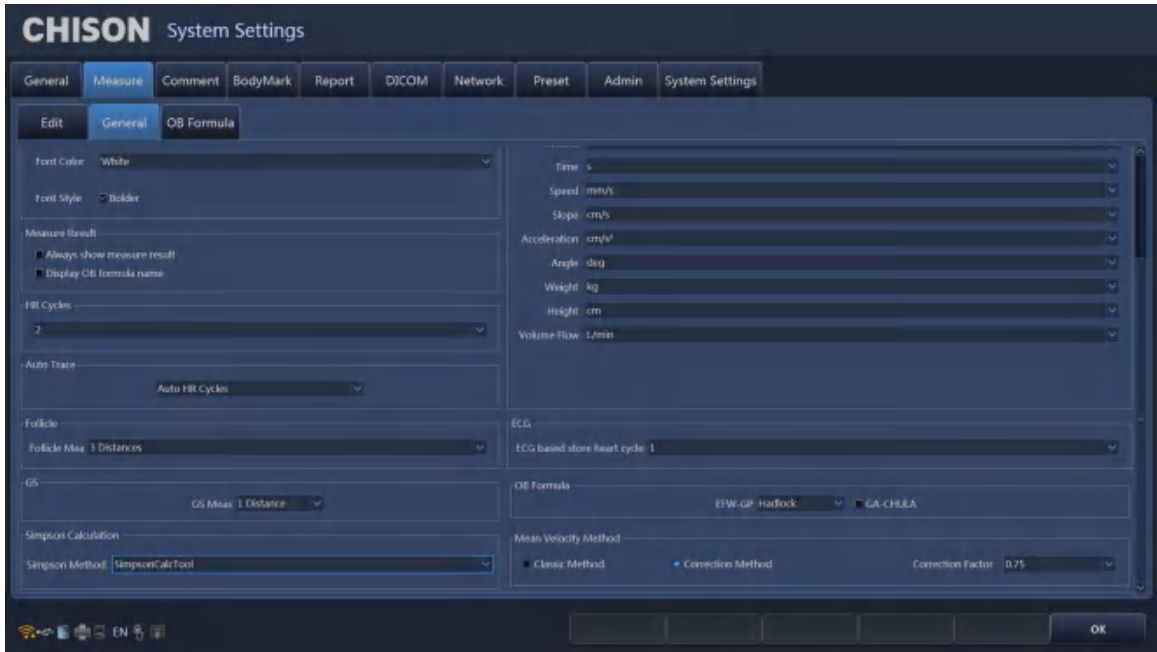 CHISON System Settings
General Measure Comment BodyMark Report DICOM Network Preset Admin System Settings
Edit General OB Formula
Font Color White
Font Style Bolder
Measure Result
Always show measure result
Display OB formula name
HR Cycles
2
Auto Trace
Auto HR Cycles
Follicle
Follicle Mea 3 Distances
GS
GS Meas 1 Distance
Simpson Calculation
Simpson Method SimpsonCalcTool
Time s
Speed mm/s
Slope cm/s
Acceleration cm/s²
Angle deg
Weight kg
Height cm
Volume Flow L/min
ECG
ECG based store heart cycle 1
OB Formula
EFW-GP Hadlock GA-CHULA
Mean Velocity Method
Classic Method Correction Method Correction Factor 0.75
EN
OK